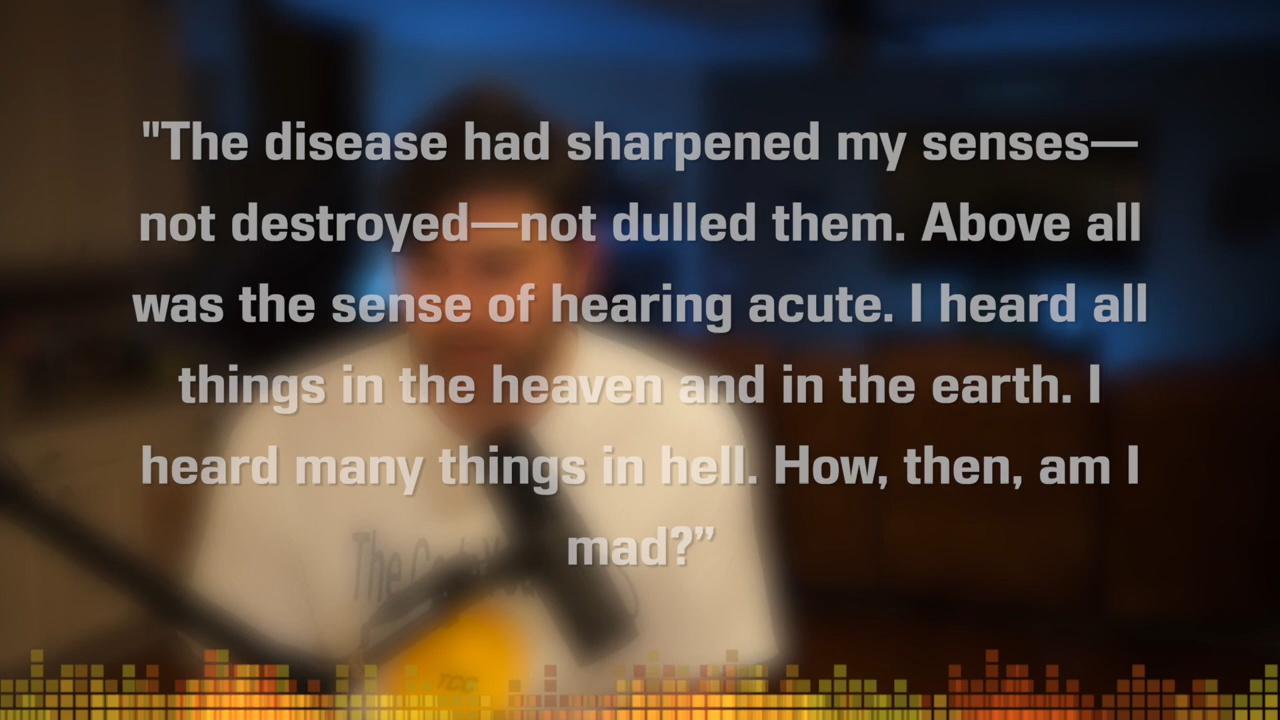 "The disease had sharpened my senses—
not destroyed—not dulled them. Above all
was the sense of hearing acute. I heard all
things in the heaven and in the earth. I
heard many things in hell. How, then, am I
mad?”
The
TCC